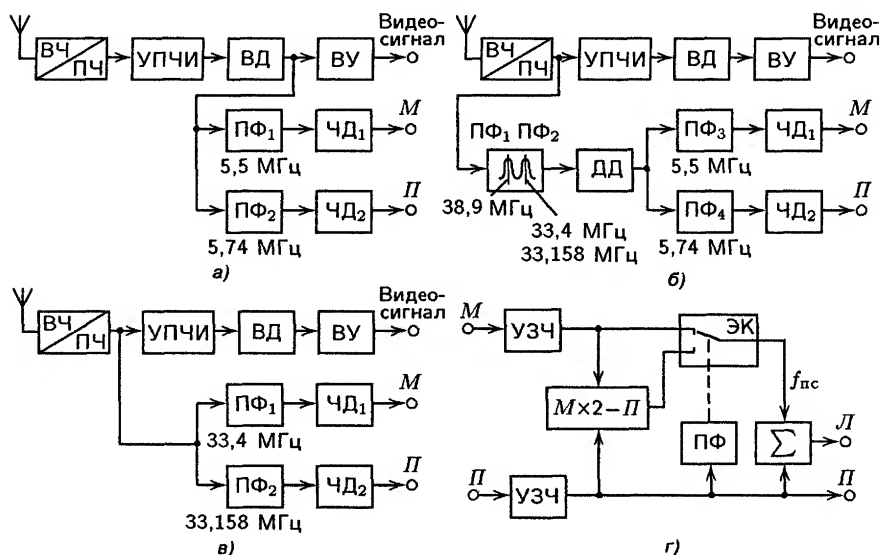 ВЧ
ПЧ
УПЧИ
ВД
ВУ
Видео-
сигнал
ПФ₁
ЧД₁
М
5,5 МГц
ПФ₂
ЧД₂
П
5,74 МГц
а)
ВЧ
ПЧ
УПЧИ
ВД
ВУ
Видео-
сигнал
ПФ₁ ПФ₂
38,9 МГц
33,4 МГц
33,158 МГц
ДД
ПФ₃
ЧД₁
М
5,5 МГц
ПФ₄
ЧД₂
П
5,74 МГц
б)
ВЧ
ПЧ
УПЧИ
ВД
ВУ
Видео-
сигнал
ПФ₁
ЧД₁
М
33,4 МГц
ПФ₂
ЧД₂
П
33,158 МГц
в)
М
УЗЧ
ЭК
М×2−П
fпс
ПФ
Σ
Л
П
УЗЧ
П
г)